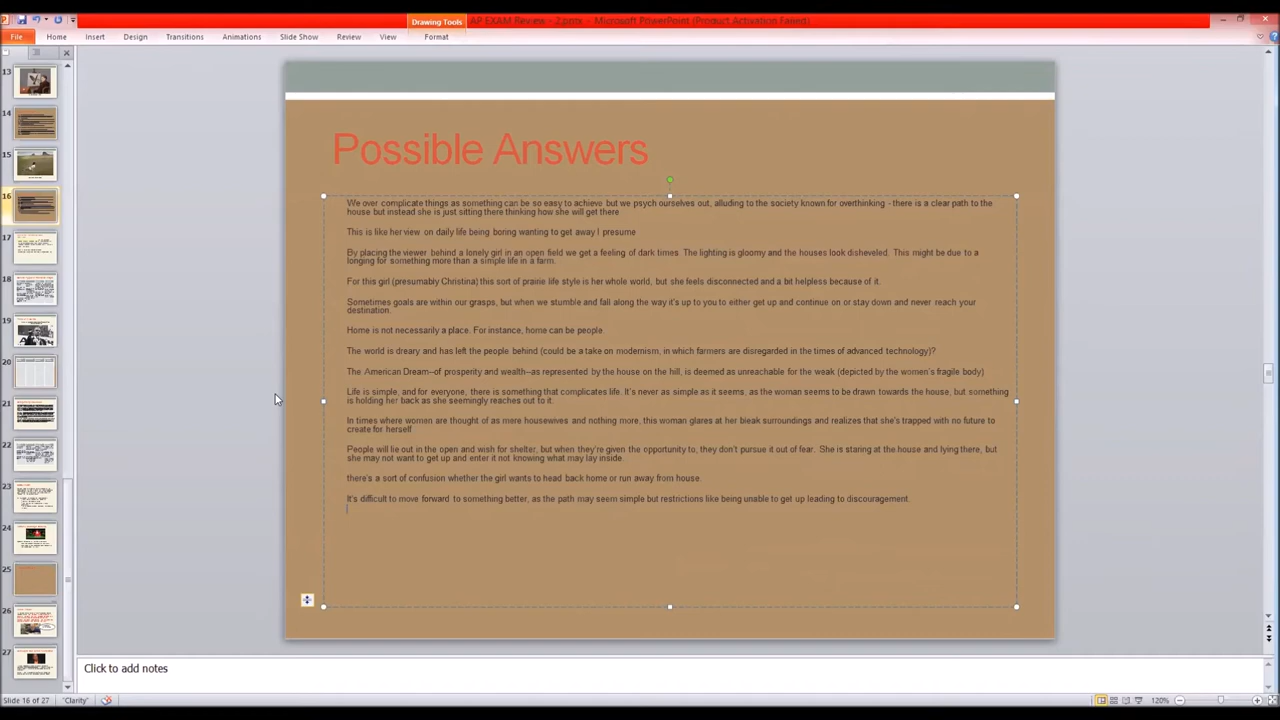 Drawing Tools
AP EXAM Review - 2.pptx - Microsoft PowerPoint (Product Activation Failed)
File Home Insert Design Transitions Animations Slide Show Review View Format
13
14
15
16
17
18
19
20
21
22
23
24
25
26
27
Possible Answers
We over complicate things as something can be so easy to achieve but we psych ourselves out, alluding to the society known for overthinking - there is a clear path to the
house but instead she is just sitting there thinking how she will get there
This is like her view on daily life being boring wanting to get away I presume
By placing the viewer behind a lonely girl in an open field we get a feeling of dark times. The lighting is gloomy and the houses look disheveled. This might be due to a
longing for something more than a simple life in a farm.
For this girl (presumably Christina) this sort of prairie life style is her whole world, but she feels disconnected and a bit helpless because of it.
Sometimes goals are within our grasps, but when we stumble and fall along the way it's up to you to either get up and continue on or stay down and never reach your
destination.
Home is not necessarily a place. For instance, home can be people.
The world is dreary and has left the people behind (could be a take on modernism, in which farmers are disregarded in the times of advanced technology)?
The American Dream--of prosperity and wealth--as represented by the house on the hill, is deemed as unreachable for the weak (depicted by the women's fragile body)
Life is simple, and for everyone, there is something that complicates life. It's never as simple as it seems, as the woman seems to be drawn towards the house, but something
is holding her back as she seemingly reaches out to it.
In times where women are thought of as mere housewives and nothing more, this woman glares at her bleak surroundings and realizes that she's trapped with no future to
create for herself
People will lie out in the open and wish for shelter, but when they're given the opportunity to, they don't pursue it out of fear. She is staring at the house and lying there, but
she may not want to get up and enter it not knowing what may lay inside.
there's a sort of confusion whether the girl wants to head back home or run away from house.
It's difficult to move forward to something better, as the path may seem simple but restrictions like being unable to get up leading to discouragement.
Click to add notes
Slide 16 of 27 "Clarity" 120%